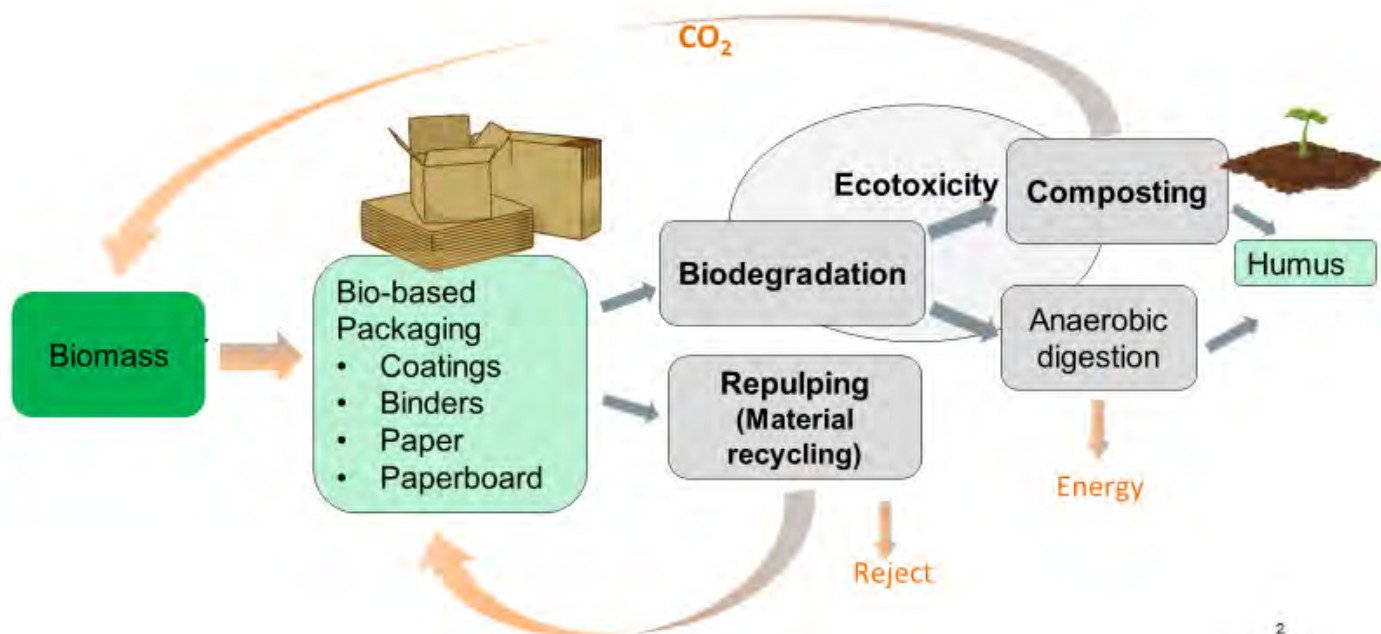 CO₂
Biomass
Bio-based
Packaging
• Coatings
• Binders
• Paper
• Paperboard
Biodegradation
Repulping
(Material
recycling)
Reject
Ecotoxicity
Composting
Anaerobic
digestion
Energy
Humus
2